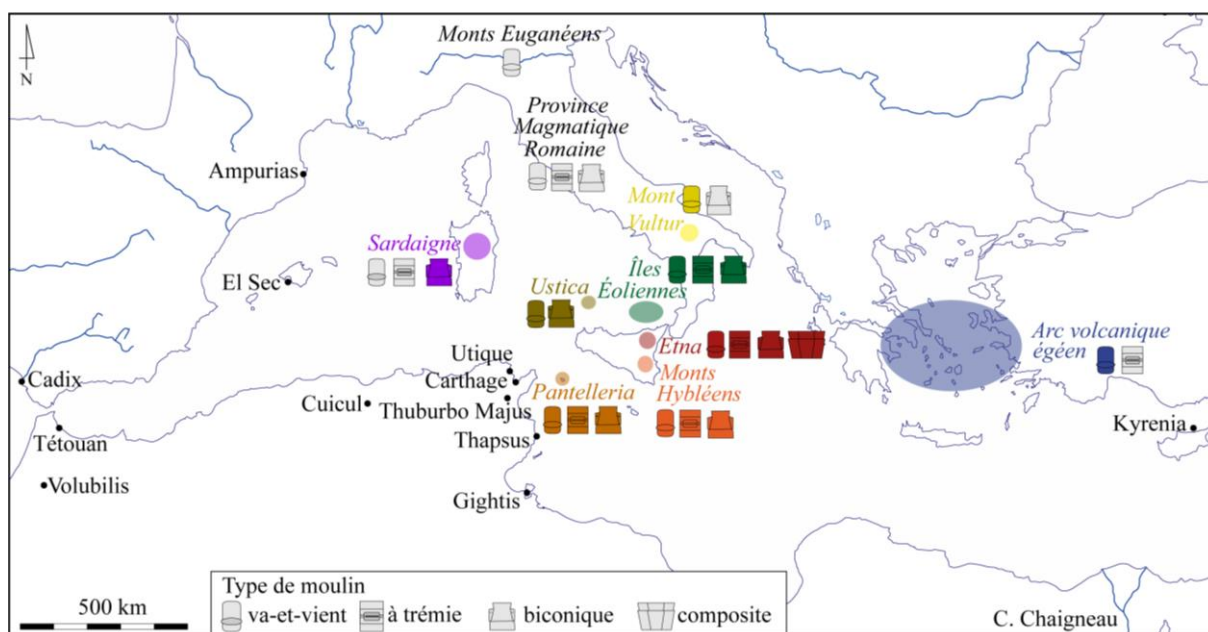 Monts Euganéens
N
Province
Magmatique
Romaine
Ampurias
Mont
Vultur
Sardaigne
Îles
Éoliennes
El Sec
Ustica
Arc volcanique
égéen
Etna
Utique
Cadix
Carthage
Monts
Hybléens
Cuicul
Thuburbo Majus
Pantelleria
Tétouan
Thapsus
Kyrenia
Volubilis
Gightis
Type de moulin
500 km
va-et-vient
à trémie
biconique
composite
C. Chaigneau